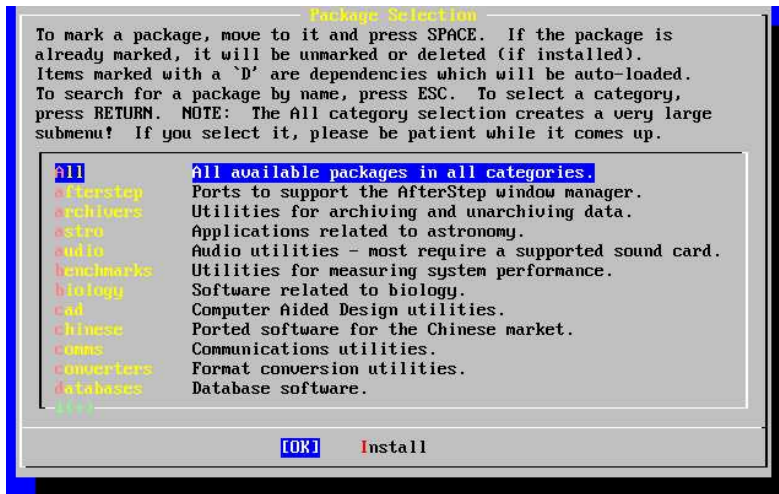 Package Selection
To mark a package, move to it and press SPACE.  If the package is
already marked, it will be unmarked or deleted (if installed).
Items marked with a `D' are dependencies which will be auto-loaded.
To search for a package by name, press ESC.  To select a category,
press RETURN.  NOTE:  The All category selection creates a very large
submenu!  If you select it, please be patient while it comes up.
All All available packages in all categories.
afterstep Ports to support the AfterStep window manager.
archivers Utilities for archiving and unarchiving data.
astro Applications related to astronomy.
audio Audio utilities - most require a supported sound card.
benchmarks Utilities for measuring system performance.
biology Software related to biology.
cad Computer Aided Design utilities.
chinese Ported software for the Chinese market.
comms Communications utilities.
converters Format conversion utilities.
databases Database software.
↓(+)
[OK] Install